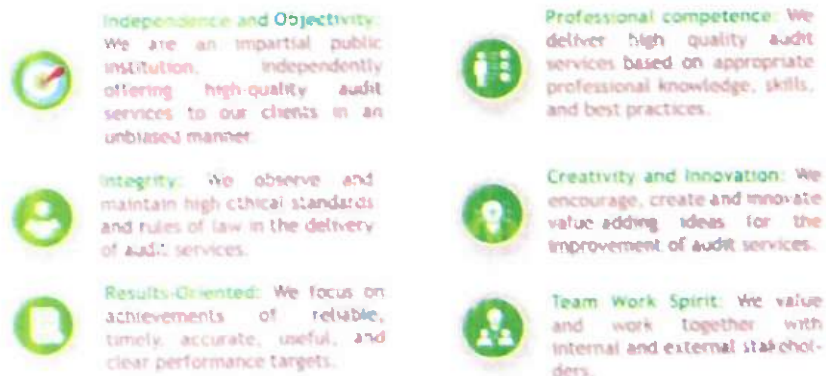 Independence and Objectivity:
We are an impartial public
institution, independently
offering high-quality audit
services to our clients in an
unbiased manner.
Integrity: We observe and
maintain high ethical standards
and rules of law in the delivery
of audit services.
Results-Oriented: We focus on
achievements of reliable,
timely, accurate, useful, and
clear performance targets.
Professional competence: We
deliver high quality audit
services based on appropriate
professional knowledge, skills,
and best practices.
Creativity and Innovation: We
encourage, create and innovate
value-adding ideas for the
improvement of audit services.
Team Work Spirit: We value
and work together with
internal and external stakehol-
ders.